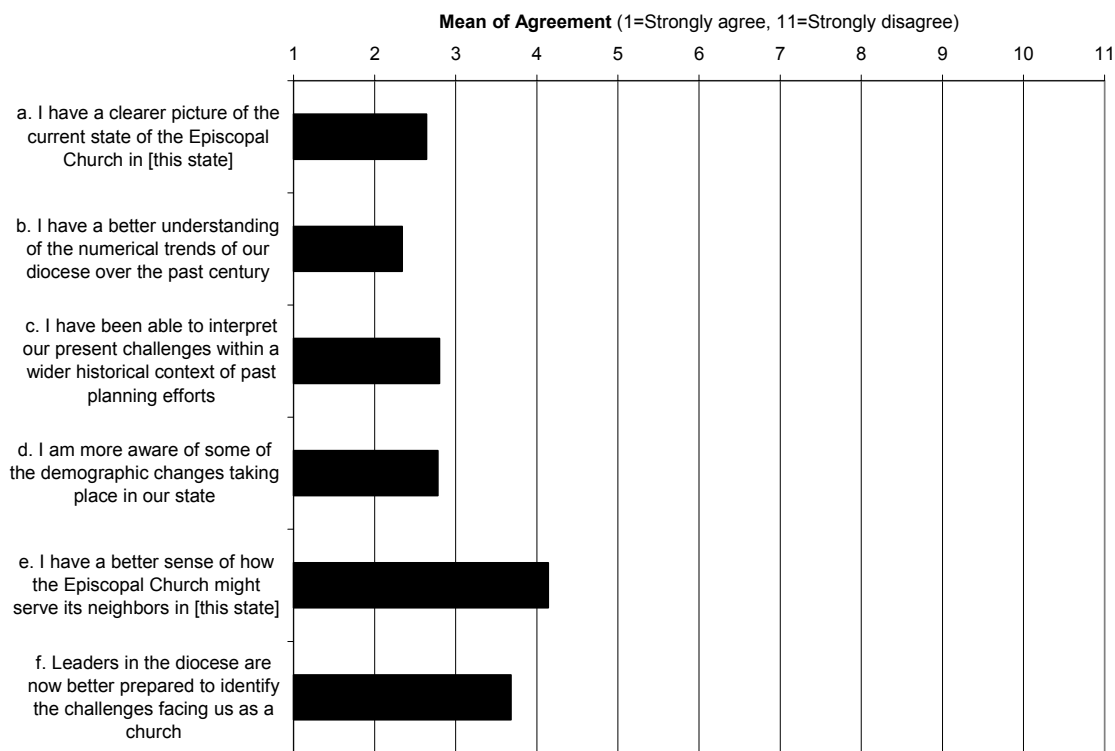 Mean of Agreement (1=Strongly agree, 11=Strongly disagree)
1 2 3 4 5 6 7 8 9 10 11
a. I have a clearer picture of the
current state of the Episcopal
Church in [this state]
b. I have a better understanding
of the numerical trends of our
diocese over the past century
c. I have been able to interpret
our present challenges within a
wider historical context of past
planning efforts
d. I am more aware of some of
the demographic changes taking
place in our state
e. I have a better sense of how
the Episcopal Church might
serve its neighbors in [this state]
f. Leaders in the diocese are
now better prepared to identify
the challenges facing us as a
church